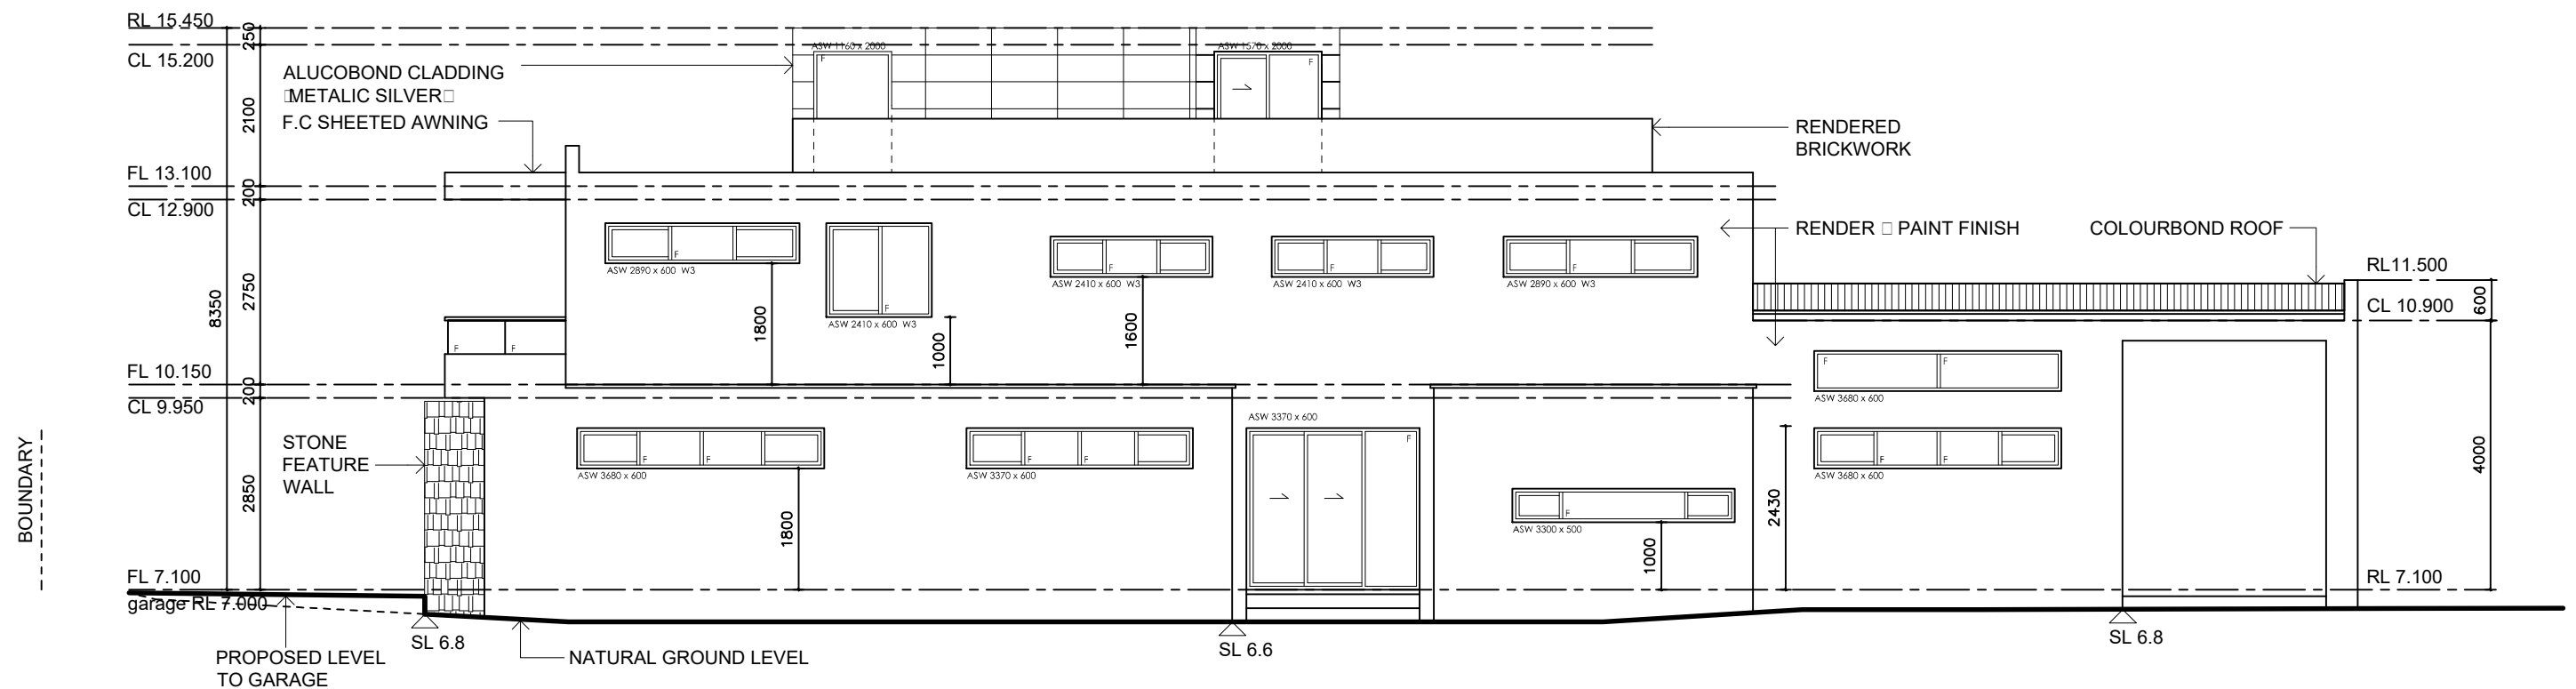 RL 15.450
CL 15.200
FL 13.100
CL 12.900
FL 10.150
CL 9.950
FL 7.100
garage RL 7.000
BOUNDARY
8350
250
2100
200
2750
200
2850
ALUCOBOND CLADDING
METALIC SILVER
F.C SHEETED AWNING
STONE
FEATURE
WALL
PROPOSED LEVEL
TO GARAGE
NATURAL GROUND LEVEL
SL 6.8
SL 6.6
SL 6.8
ASW 1160 x 2000
F
ASW 1570 x 2000
F
RENDERED
BRICKWORK
RENDER PAINT FINISH
COLOURBOND ROOF
F
ASW 2890 x 600 W3
1800
F
ASW 2410 x 600 W3
1000
F
ASW 2410 x 600 W3
1600
F
ASW 2410 x 600 W3
F
ASW 2890 x 600 W3
F F
F F
ASW 3680 x 600
1800
F F
ASW 3370 x 600
ASW 3370 x 600
F
F
ASW 3300 x 500
1000
2430
F F
ASW 3680 x 600
F F
ASW 3680 x 600
RL11.500
CL 10.900
RL 7.100
600
4000